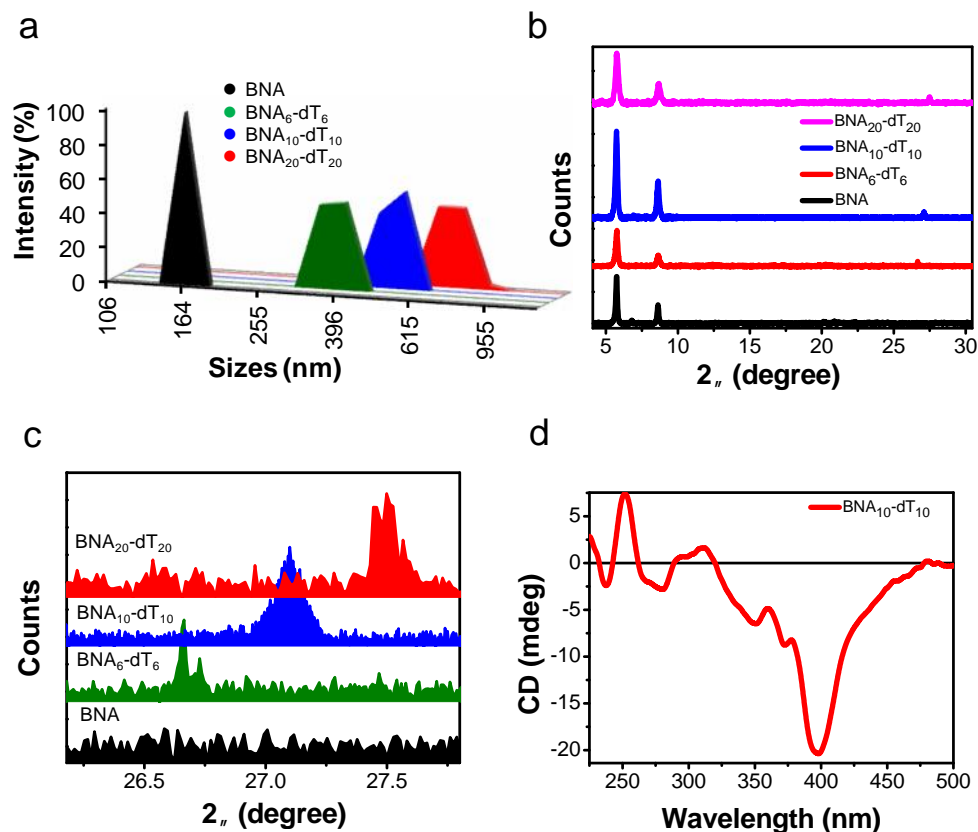 a
BNA
BNA6-dT6
BNA10-dT10
BNA20-dT20
Intensity (%)
100
80
60
40
20
0
106 164 255 396 615 955
Sizes (nm)
b
BNA20-dT20
BNA10-dT10
BNA6-dT6
BNA
Counts
5 10 15 20 25 30
2〃 (degree)
c
BNA20-dT20
BNA10-dT10
BNA6-dT6
BNA
Counts
26.5 27.0 27.5
2〃 (degree)
d
BNA10-dT10
CD (mdeg)
5
0
-5
-10
-15
-20
250 300 350 400 450 500
Wavelength (nm)